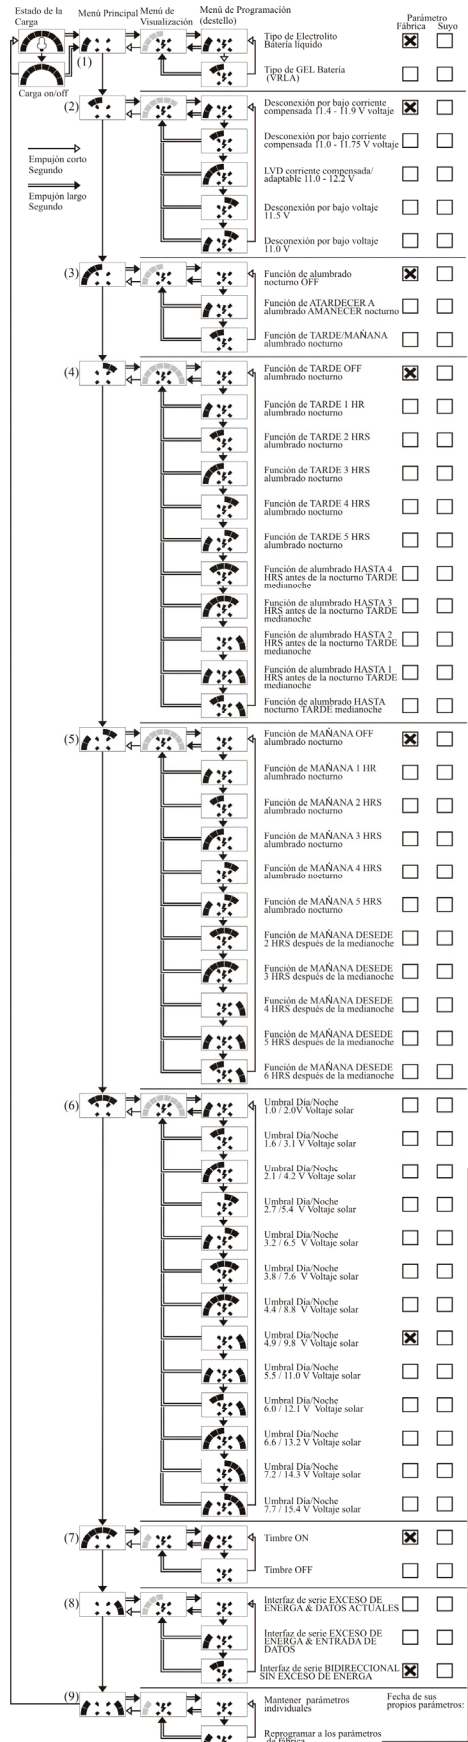 Estado de la
Carga
Menú Principal
Menú de
Visualización
Menú de Programación
(destello)
Parámetro
Fábrica Suyo
(1)
Carga on/off
Tipo de Electrolito
Batería líquido
Tipo de GEL Batería
(VRLA)
(2)
Desconexión por bajo corriente
compensada 11.4 - 11.9 V voltaje
Desconexión por bajo corriente
compensada 11.0 - 11.75 V voltaje
LVD corriente compensada/
adaptable 11.0 - 12.2 V
Desconexión por bajo voltaje
11.5 V
Desconexión por bajo voltaje
11.0 V
Empujón corto
Segundo
Empujón largo
Segundo
(3)
Función de alumbrado
nocturno OFF
Función de ATARDECER A
alumbrado AMANECER nocturno
Función de TARDE/MAÑANA
alumbrado nocturno
(4)
Función de TARDE OFF
alumbrado nocturno
Función de TARDE 1 HR
alumbrado nocturno
Función de TARDE 2 HRS
alumbrado nocturno
Función de TARDE 3 HRS
alumbrado nocturno
Función de TARDE 4 HRS
alumbrado nocturno
Función de TARDE 5 HRS
alumbrado nocturno
Función de alumbrado HASTA 4
HRS antes de la nocturno TARDE
medianoche
Función de alumbrado HASTA 3
HRS antes de la nocturno TARDE
medianoche
Función de alumbrado HASTA 2
HRS antes de la nocturno TARDE
medianoche
Función de alumbrado HASTA 1
HRS antes de la nocturno TARDE
medianoche
Función de alumbrado HASTA
nocturno TARDE medianoche
(5)
Función de MAÑANA OFF
alumbrado nocturno
Función de MAÑANA 1 HR
alumbrado nocturno
Función de MAÑANA 2 HRS
alumbrado nocturno
Función de MAÑANA 3 HRS
alumbrado nocturno
Función de MAÑANA 4 HRS
alumbrado nocturno
Función de MAÑANA 5 HRS
alumbrado nocturno
Función de MAÑANA DESEDE
2 HRS después de la medianoche
Función de MAÑANA DESEDE
3 HRS después de la medianoche
Función de MAÑANA DESEDE
4 HRS después de la medianoche
Función de MAÑANA DESEDE
5 HRS después de la medianoche
Función de MAÑANA DESEDE
6 HRS después de la medianoche
(6)
Umbral Día/Noche
1.0 / 2.0V Voltaje solar
Umbral Día/Noche
1.6 / 3.1 V Voltaje solar
Umbral Día/Noche
2.1 / 4.2 V Voltaje solar
Umbral Día/Noche
2.7 /5.4 V Voltaje solar
Umbral Día/Noche
3.2 / 6.5 V Voltaje solar
Umbral Día/Noche
3.8 / 7.6 V Voltaje solar
Umbral Día/Noche
4.4 / 8.8 V Voltaje solar
Umbral Día/Noche
4.9 / 9.8 V Voltaje solar
Umbral Día/Noche
5.5 / 11.0 V Voltaje solar
Umbral Día/Noche
6.0 / 12.1 V Voltaje solar
Umbral Día/Noche
6.6 / 13.2 V Voltaje solar
Umbral Día/Noche
7.2 / 14.3 V Voltaje solar
Umbral Día/Noche
7.7 / 15.4 V Voltaje solar
(7)
Timbre ON
Timbre OFF
(8)
Interfaz de serie EXCESO DE
ENERGA & DATOS ACTUALES
Interfaz de serie EXCESO DE
ENERGA & ENTRADA DE
DATOS
Interfaz de serie BIDIRECCIONAL
SIN EXCESO DE ENERGA
(9)
Mantener parámetros
individuales
Fecha de sus
propios parámetros:
Reprogramar a los parámetros
de fábrica